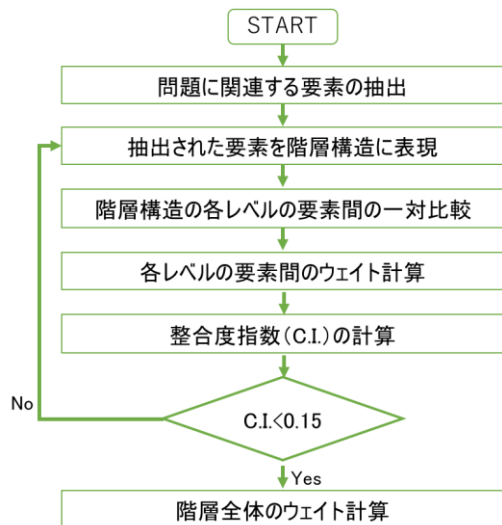 START
問題に関連する要素の抽出
抽出された要素を階層構造に表現
階層構造の各レベルの要素間の一対比較
各レベルの要素間のウェイト計算
整合度指数(C.I.)の計算
No
C.I.<0.15
Yes
階層全体のウェイト計算